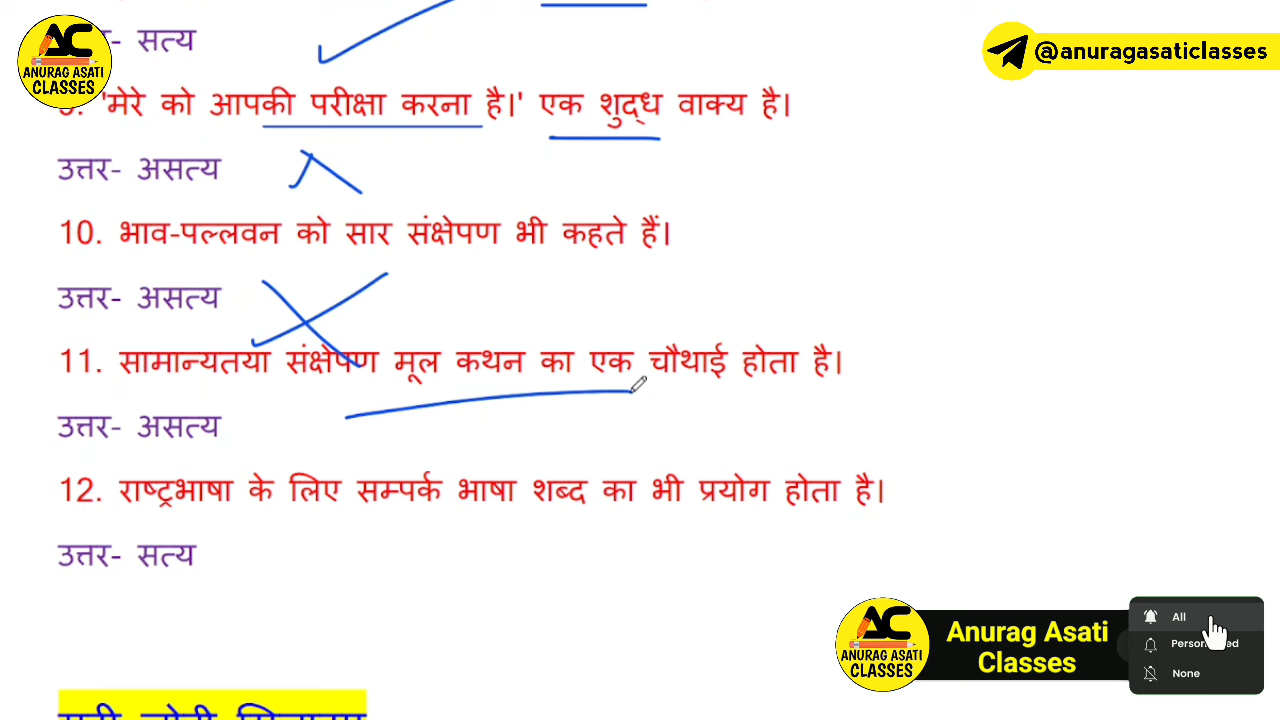 - सत्य
@anuragasaticlasses
AC
ANURAG ASATI
CLASSES
'मेरे को आपकी परीक्षा करना है।' एक शुद्ध वाक्य है।
उत्तर- असत्य
10. भाव-पल्लवन को सार संक्षेपण भी कहते हैं।
उत्तर- असत्य
11. सामान्यतया संक्षेपण मूल कथन का एक चौथाई होता है।
उत्तर- असत्य
12. राष्ट्रभाषा के लिए सम्पर्क भाषा शब्द का भी प्रयोग होता है।
उत्तर- सत्य
AC
ANURAG ASATI
CLASSES
Anurag Asati
Classes
All
None